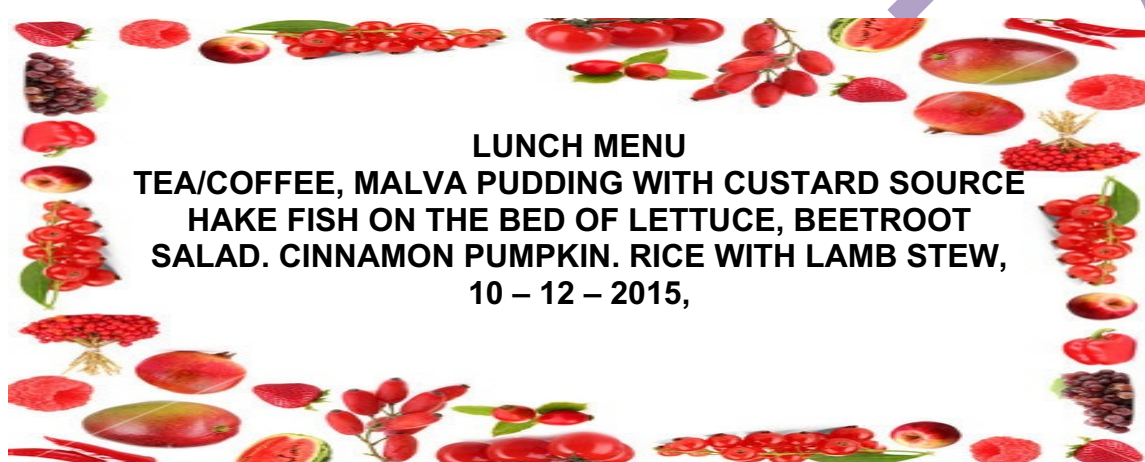 LUNCH MENU
TEA/COFFEE, MALVA PUDDING WITH CUSTARD SOURCE
HAKE FISH ON THE BED OF LETTUCE, BEETROOT
SALAD. CINNAMON PUMPKIN. RICE WITH LAMB STEW,
10 – 12 – 2015,